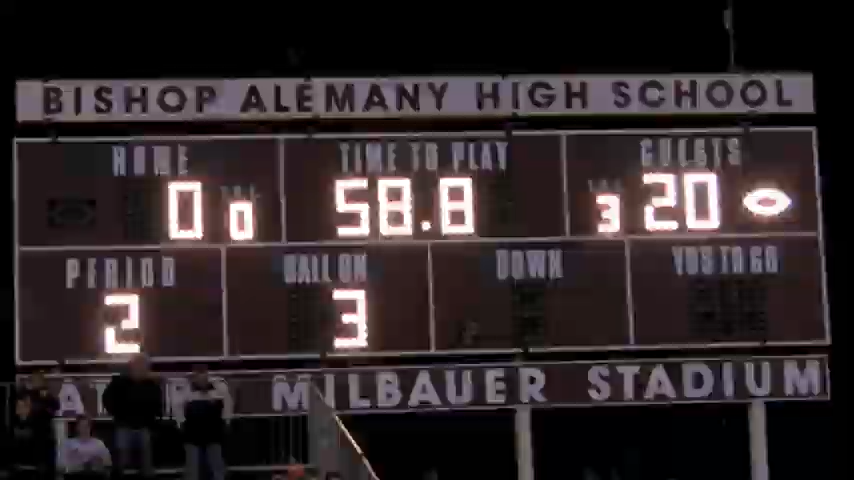 BISHOP ALEMANY HIGH SCHOOL
HOME TIME TO PLAY GUESTS
0 0 58.8 3 20
PERIOD BALL ON DOWN YDS TO GO
2 3
MILBAUER STADIUM